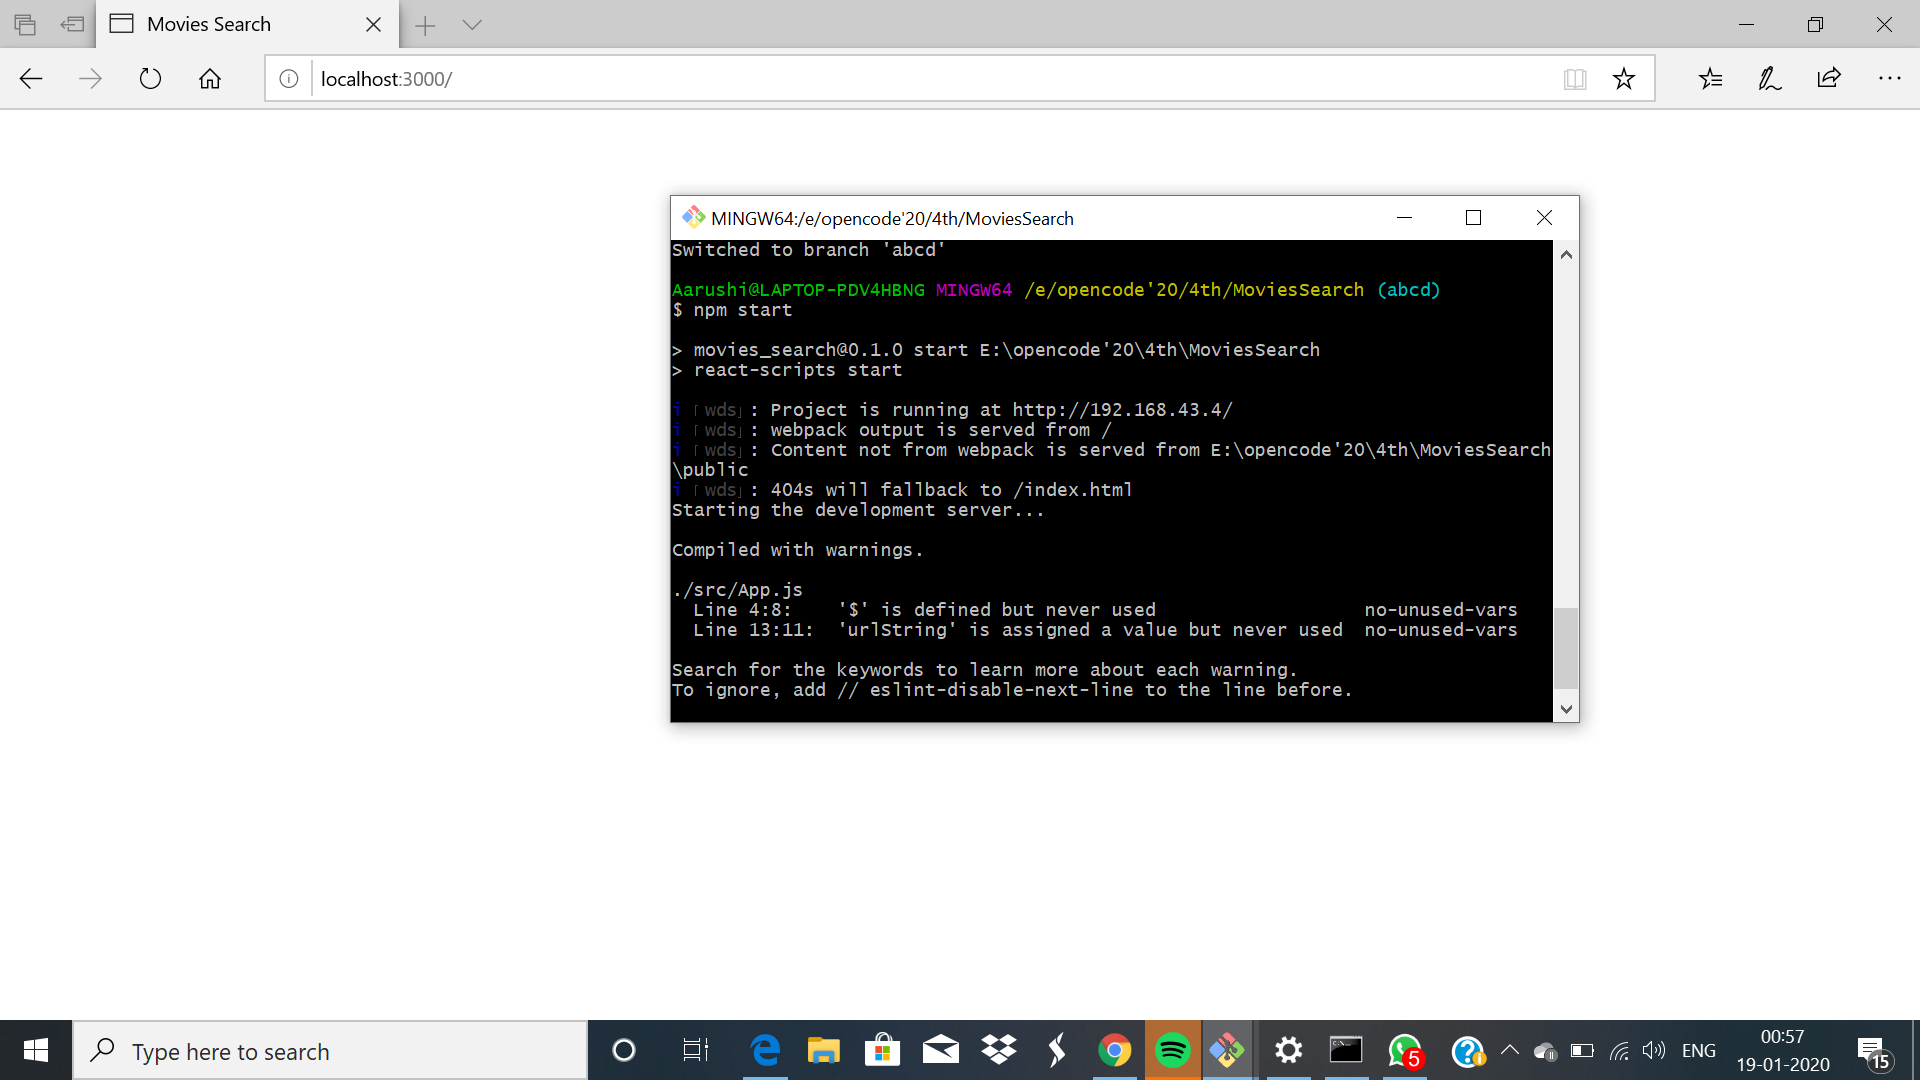 Movies Search
localhost:3000/
MINGW64:/e/opencode'20/4th/MoviesSearch
Switched to branch 'abcd'
Aarushi@LAPTOP-PDV4HBNG MINGW64 /e/opencode'20/4th/MoviesSearch (abcd)
$ npm start
> movies_search@0.1.0 start E:\opencode'20\4th\MoviesSearch
> react-scripts start
i ｢wds｣: Project is running at http://192.168.43.4/
i ｢wds｣: webpack output is served from /
i ｢wds｣: Content not from webpack is served from E:\opencode'20\4th\MoviesSearch
\public
i ｢wds｣: 404s will fallback to /index.html
Starting the development server...
Compiled with warnings.
./src/App.js
Line 4:8: '$' is defined but never used no-unused-vars
Line 13:11: 'urlString' is assigned a value but never used no-unused-vars
Search for the keywords to learn more about each warning.
To ignore, add // eslint-disable-next-line to the line before.
Type here to search
5
ENG
00:57
19-01-2020
15